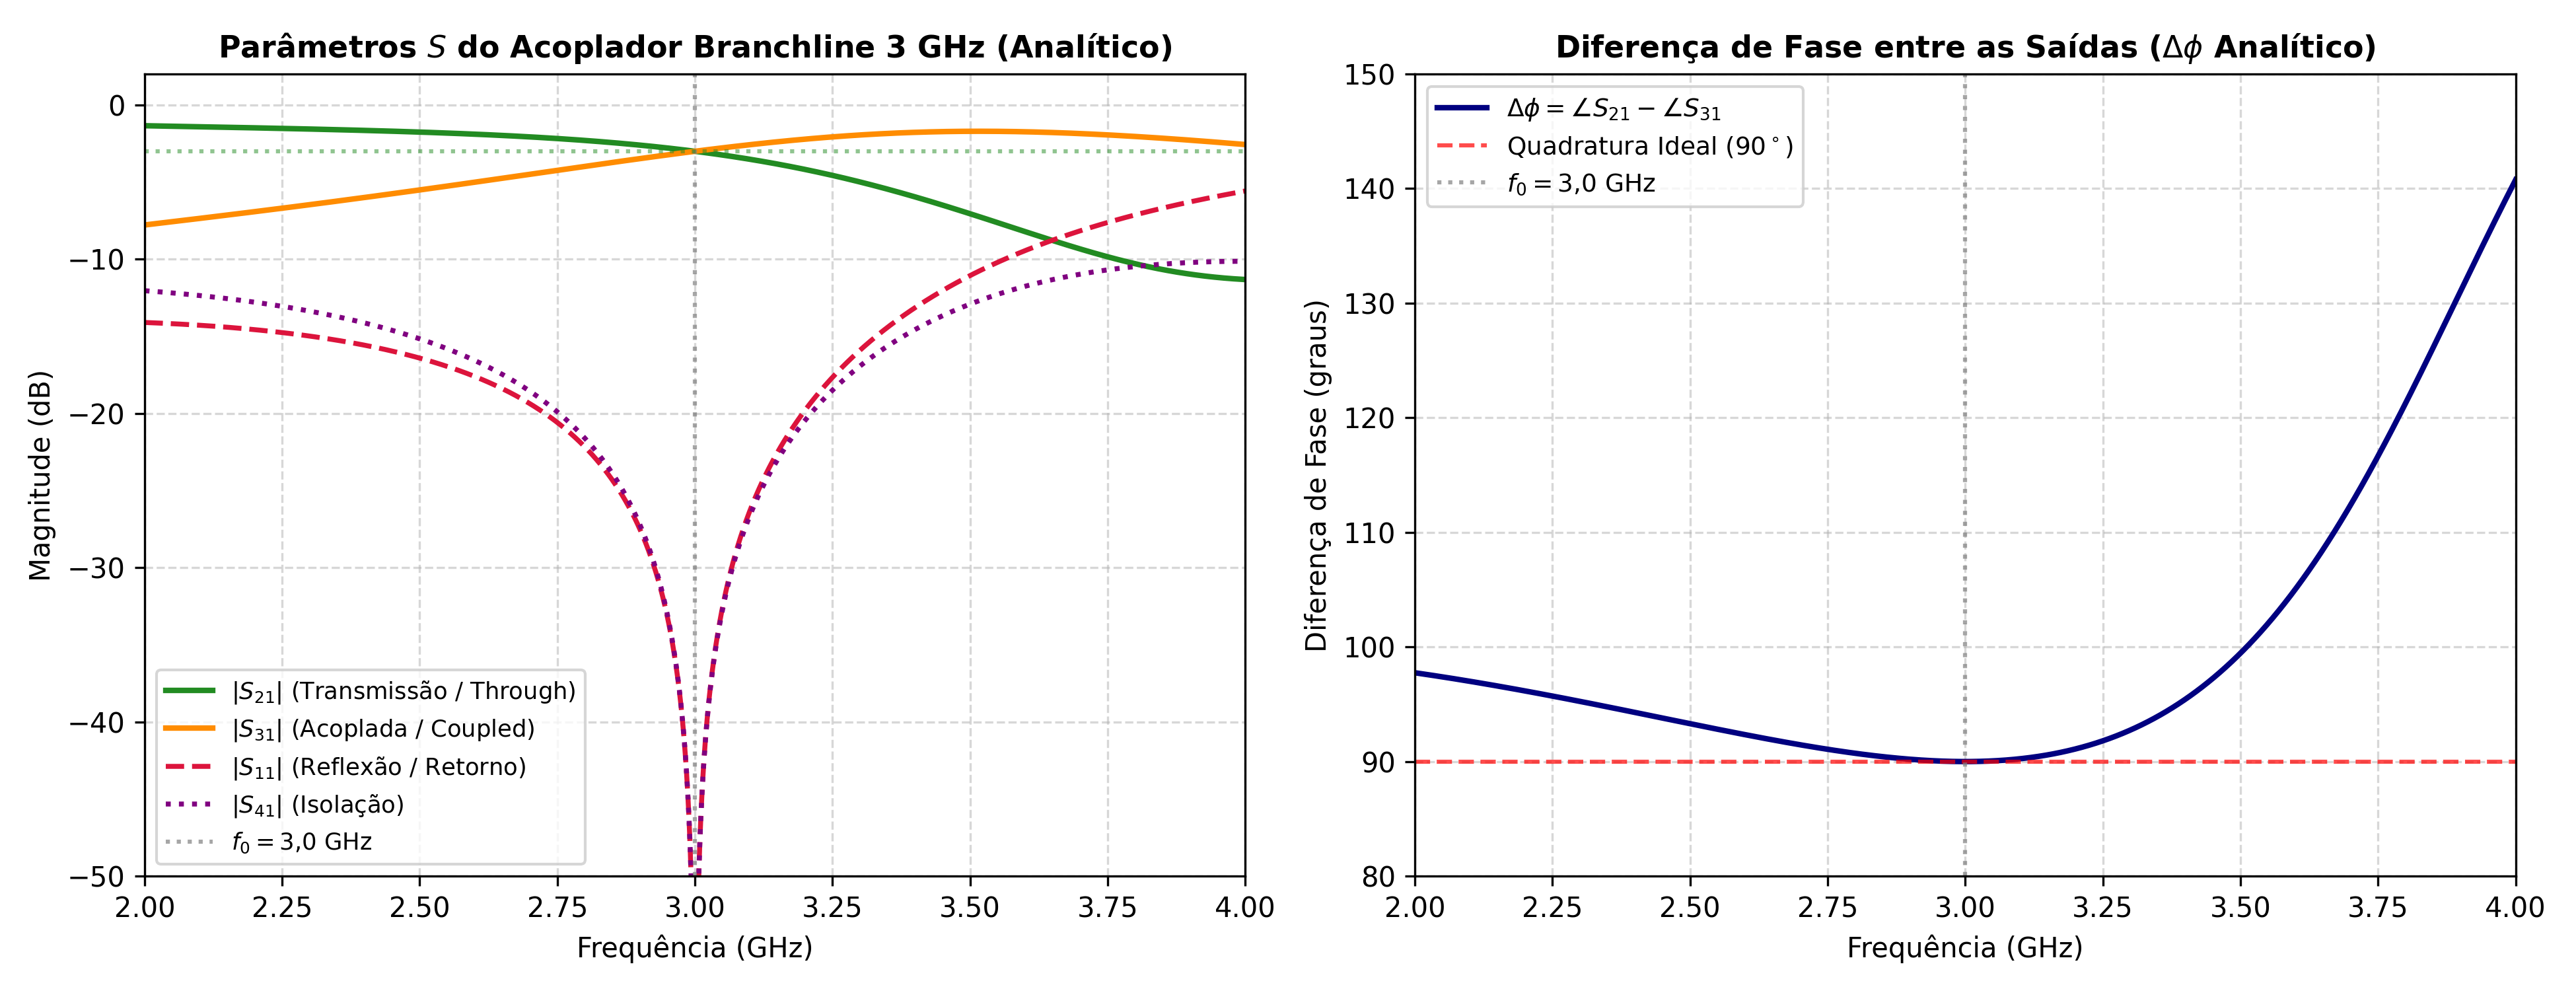 Parâmetros S do Acoplador Branchline 3 GHz (Analítico)
0
−10
−20
−30
−40
−50
Magnitude (dB)
|S₂₁| (Transmissão / Through)
|S₃₁| (Acoplada / Coupled)
|S₁₁| (Reflexão / Retorno)
|S₄₁| (Isolação)
f₀ = 3,0 GHz
2.00 2.25 2.50 2.75 3.00 3.25 3.50 3.75 4.00
Frequência (GHz)
Diferença de Fase entre as Saídas (Δϕ Analítico)
150
140
130
120
110
100
90
80
Diferença de Fase (graus)
Δϕ = ∠S₂₁ − ∠S₃₁
Quadratura Ideal (90°)
f₀ = 3,0 GHz
2.00 2.25 2.50 2.75 3.00 3.25 3.50 3.75 4.00
Frequência (GHz)